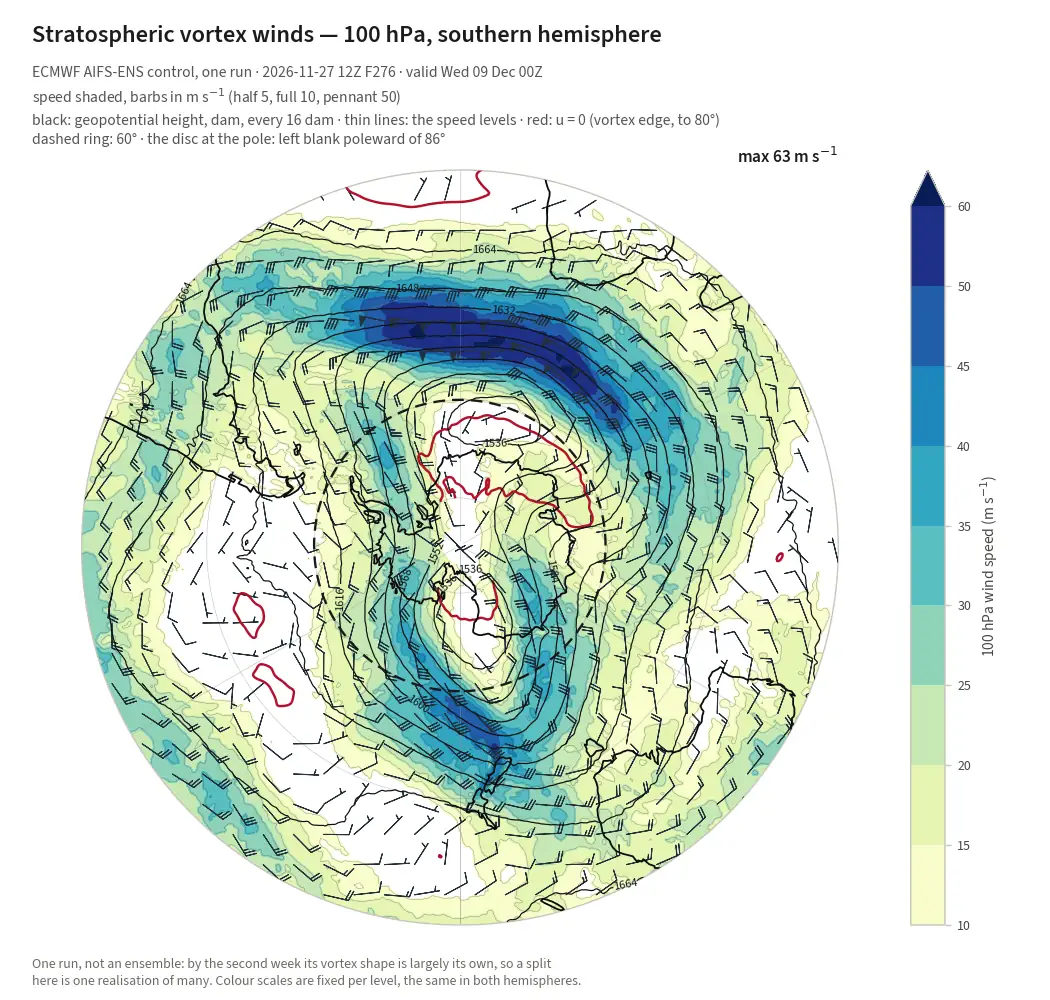 Stratospheric vortex winds — 100 hPa, southern hemisphere
ECMWF AIFS-ENS control, one run · 2026-11-27 12Z F276 · valid Wed 09 Dec 00Z
speed shaded, barbs in m s⁻¹ (half 5, full 10, pennant 50)
black: geopotential height, dam, every 16 dam · thin lines: the speed levels · red: u = 0 (vortex edge, to 80°)
dashed ring: 60° · the disc at the pole: left blank poleward of 86°
max 63 m s⁻¹
60
50
45
40
35
30
25
20
15
10
100 hPa wind speed (m s⁻¹)
1664
1664
1648
1632
1536
1536
1616
1600
1664
One run, not an ensemble: by the second week its vortex shape is largely its own, so a split
here is one realisation of many. Colour scales are fixed per level, the same in both hemispheres.